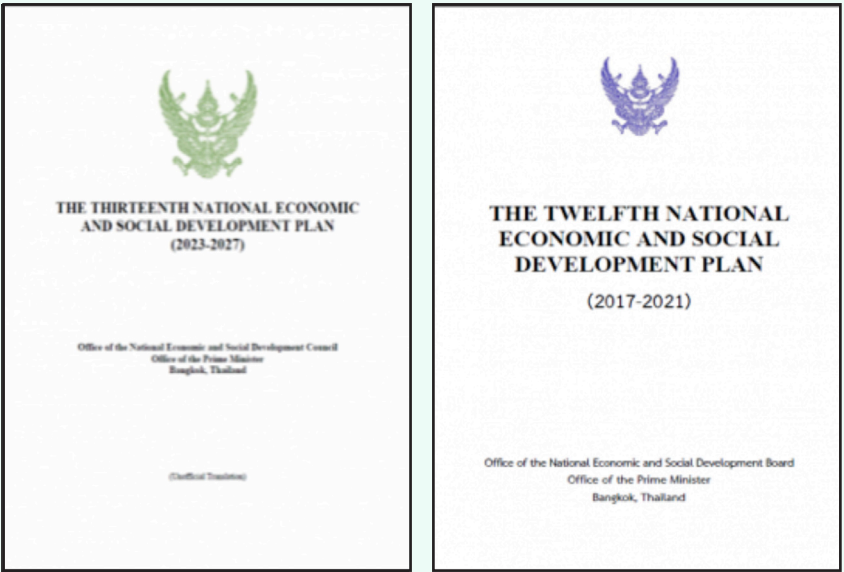 THE THIRTEENTH NATIONAL ECONOMIC
AND SOCIAL DEVELOPMENT PLAN
(2023-2027)
Office of the National Economic and Social Development Council
Office of the Prime Minister
Bangkok, Thailand
(Unofficial Translation)
THE TWELFTH NATIONAL
ECONOMIC AND SOCIAL
DEVELOPMENT PLAN
(2017-2021)
Office of the National Economic and Social Development Board
Office of the Prime Minister
Bangkok, Thailand